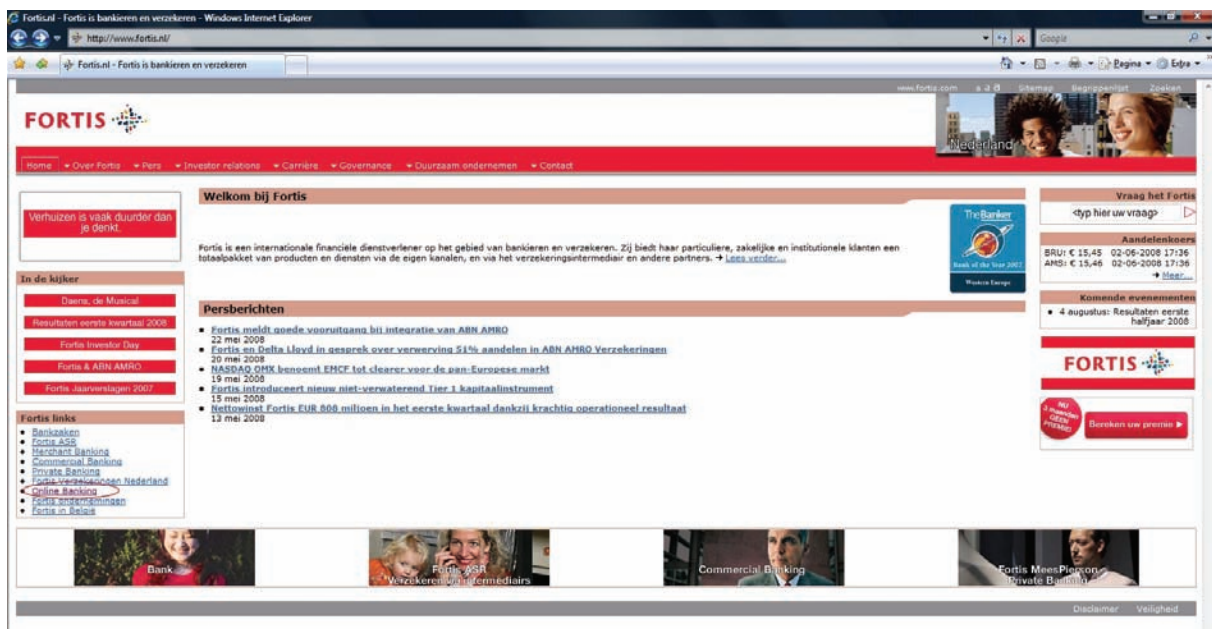 Fortis.nl - Fortis is bankieren en verzekeren - Windows Internet Explorer
http://www.fortis.nl/
Google
Fortis.nl - Fortis is bankieren en verzekeren
Pagina
Extra
www.fortis.com a a a Sitemap Begrippenlijst Zoeken
FORTIS
Nederland
Home Over Fortis Pers Investor relations Carrière Governance Duurzaam ondernemen Contact
Verhuizen is vaak duurder dan
je denkt.
In de kijker
Daens, de Musical
Resultaten eerste kwartaal 2008
Fortis Investor Day
Fortis & ABN AMRO
Fortis Jaarverslagen 2007
Fortis links
Bankzaken
Fortis ASR
Merchant Banking
Commercial Banking
Private Banking
Fortis Verzekeringen Nederland
Online Banking
Fortis ondernemingen
Fortis in België
Welkom bij Fortis
Fortis is een internationale financiële dienstverlener op het gebied van bankieren en verzekeren. Zij biedt haar particuliere, zakelijke en institutionele klanten een
totaalpakket van producten en diensten via de eigen kanalen, en via het verzekeringsintermediair en andere partners. Lees verder...
The Banker
Bank of the Year 2007
Western Europe
Persberichten
Fortis meldt goede vooruitgang bij integratie van ABN AMRO
22 mei 2008
Fortis en Delta Lloyd in gesprek over verwerving 51% aandelen in ABN AMRO Verzekeringen
20 mei 2008
NASDAQ OMX benoemt EMCF tot clearer voor de pan-Europese markt
19 mei 2008
Fortis introduceert nieuw niet-verwaterend Tier 1 kapitaalinstrument
15 mei 2008
Nettowinst Fortis EUR 808 miljoen in het eerste kwartaal dankzij krachtig operationeel resultaat
13 mei 2008
Vraag het Fortis
<typ hier uw vraag>
Aandelenkoers
BRU: € 15,45 02-06-2008 17:36
AMS: € 15,46 02-06-2008 17:36
Meer...
Komende evenementen
4 augustus: Resultaten eerste
halfjaar 2008
FORTIS
NU
3 maanden
GEEN
PREMIE!
Bereken uw premie
Bank
Fortis ASR
Verzekeren via intermediairs
Commercial Banking
Fortis MeesPierson
Private Banking
Disclaimer Veiligheid